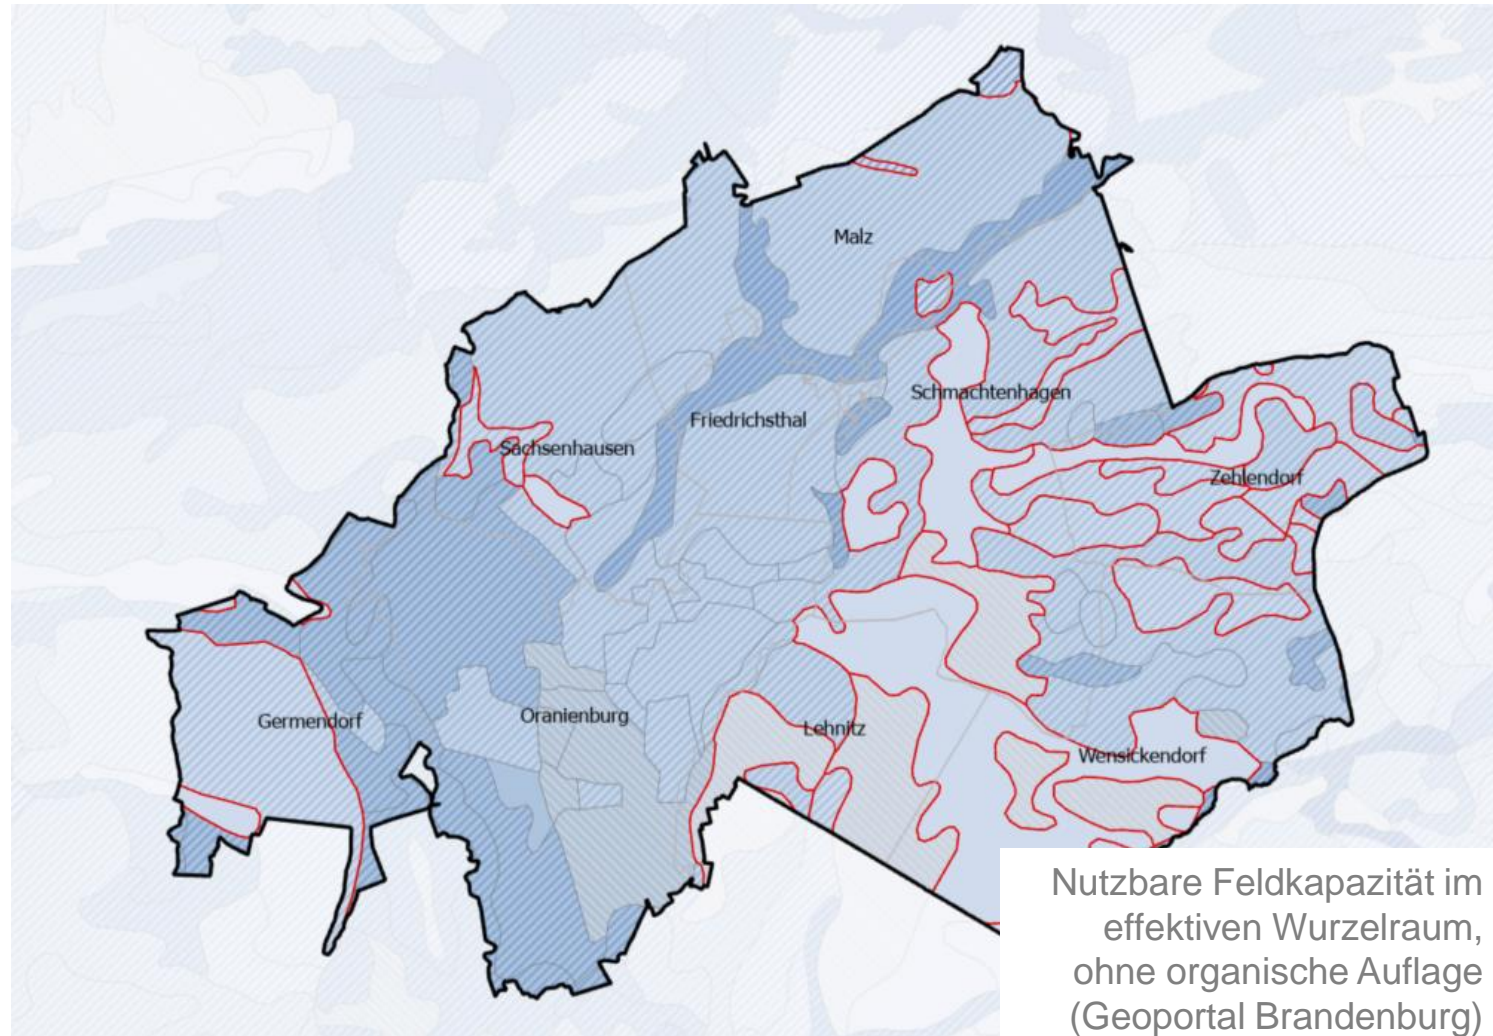 Malz
Schmachtenhagen
Friedrichsthal
Sachsenhausen
Zehlendorf
Germendorf
Oranienburg
Lehnitz
Wensickendorf
Nutzbare Feldkapazität im
effektiven Wurzelraum,
ohne organische Auflage
(Geoportal Brandenburg)